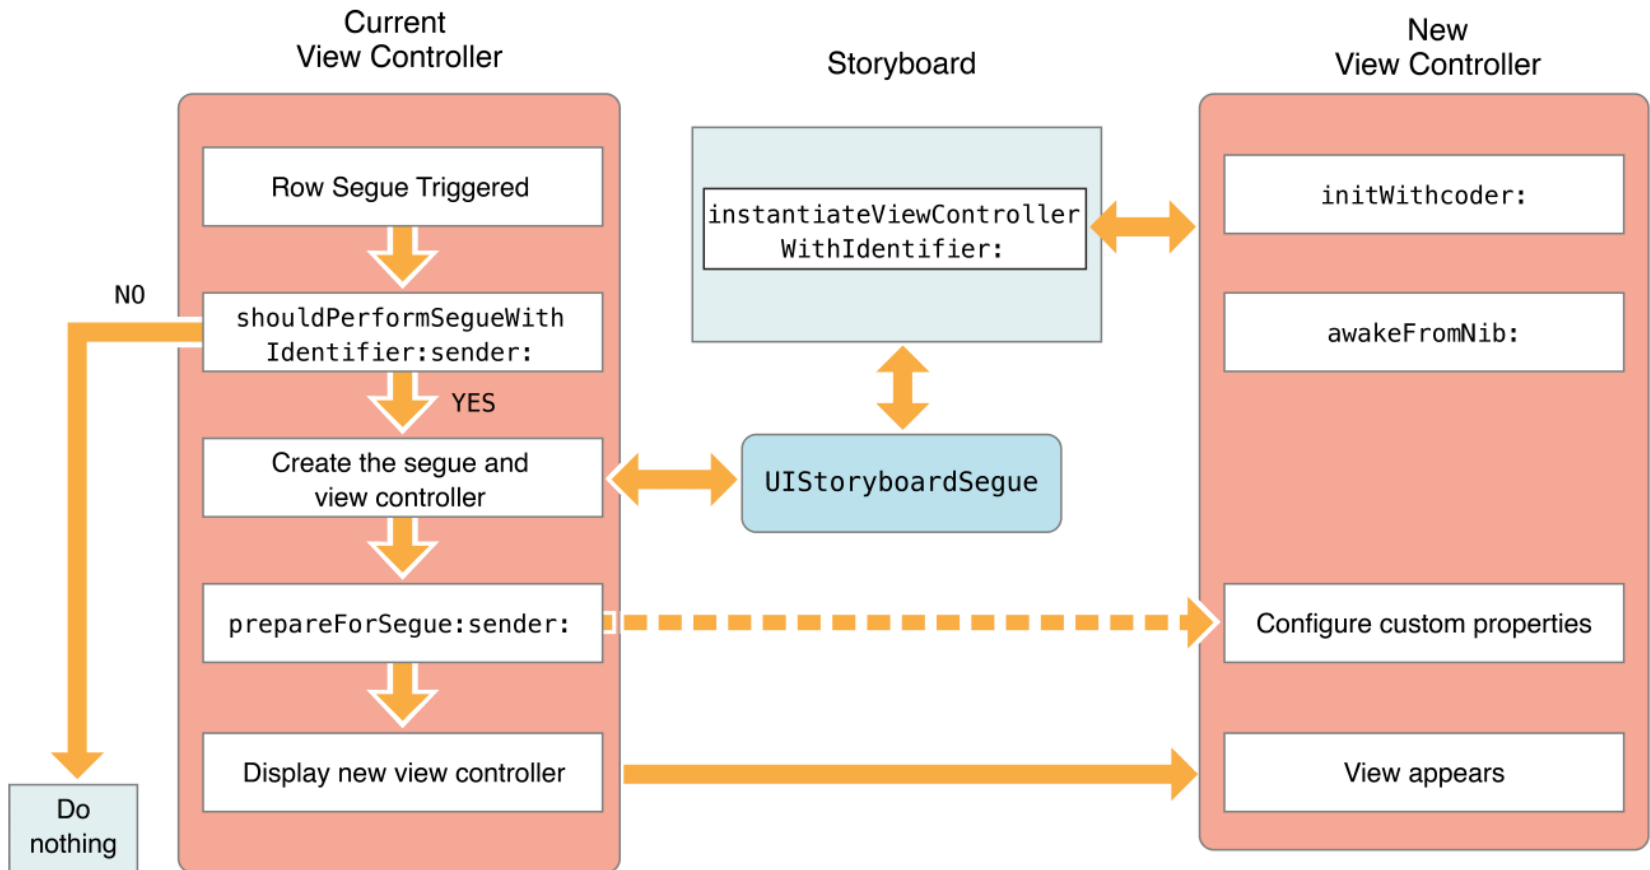 Current
View Controller
Row Segue Triggered
NO
shouldPerformSegueWith
Identifier:sender:
YES
Create the segue and
view controller
prepareForSegue:sender:
Display new view controller
Do
nothing
Storyboard
instantiateViewController
WithIdentifier:
UIStoryboardSegue
New
View Controller
initWithcoder:
awakeFromNib:
Configure custom properties
View appears